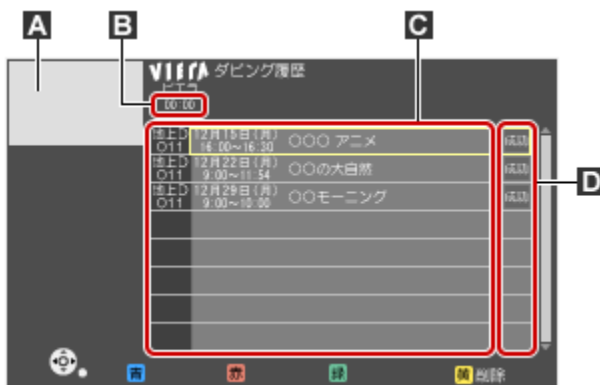 A
B
C
VIErA ダビング履歴
ビエラ
00:00
地上D 12月15日(月) ○○○ アニメ 成功
011 16:00～16:30
地上D 12月22日(月) ○○の大自然 成功
011 9:00～11:54
地上D 12月29日(月) ○○モーニング 成功
011 9:00～10:00
D
青 赤 緑 黄 削除